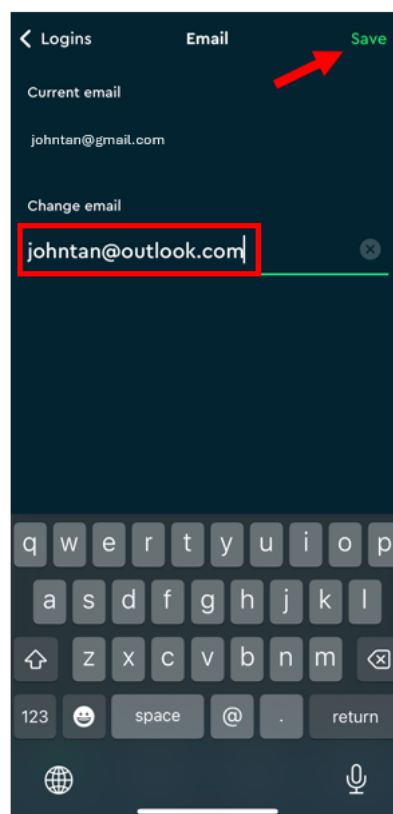 Logins Email Save
Current email
johntan@gmail.com
Change email
johntan@outlook.com
q w e r t y u i o p
a s d f g h j k l
z x c v b n m
123 space @ . return